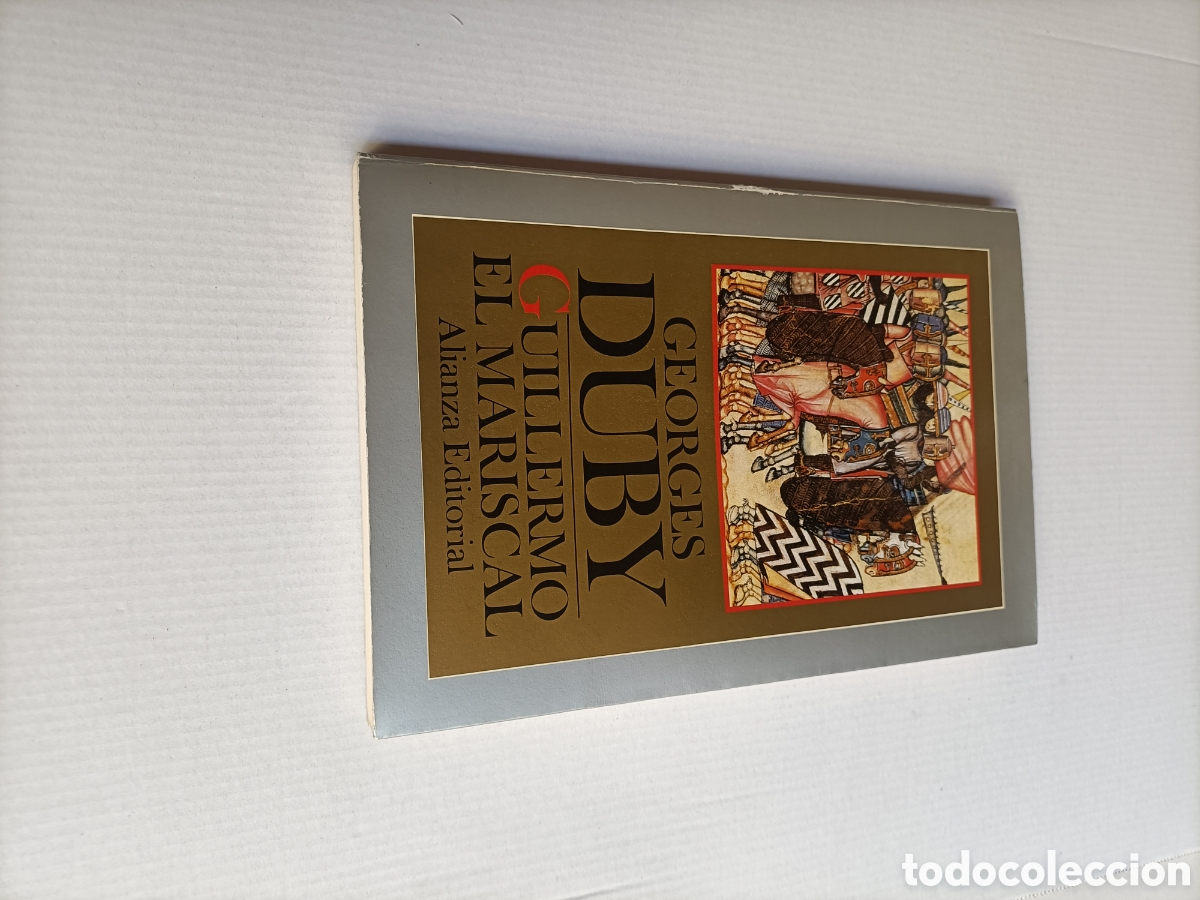 GEORGES
DUBY
GUILLERMO
EL MARISCAL
Alianza Editorial
todocoleccion